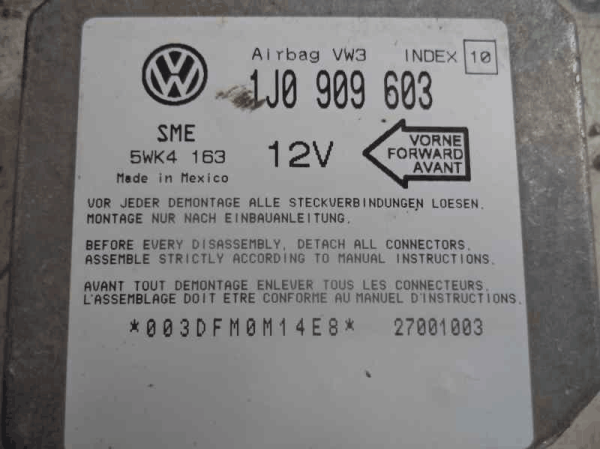 Airbag VW3 INDEX 10
1J0 909 603
SME
5WK4 163 12V
Made in Mexico
VORNE
FORWARD
AVANT
VOR JEDER DEMONTAGE ALLE STECKVERBINDUNGEN LOESEN.
MONTAGE NUR NACH EINBAUANLEITUNG.
BEFORE EVERY DISASSEMBLY, DETACH ALL CONNECTORS.
ASSEMBLE STRICTLY ACCORDING TO MANUAL INSTRUCTIONS.
AVANT TOUT DEMONTAGE ENLEVER TOUS LES CONNECTEURS.
L'ASSEMBLAGE DOIT ETRE CONFORME AU MANUEL D'INSTRUCTIONS.
*003DFM0M14E8* 27001003